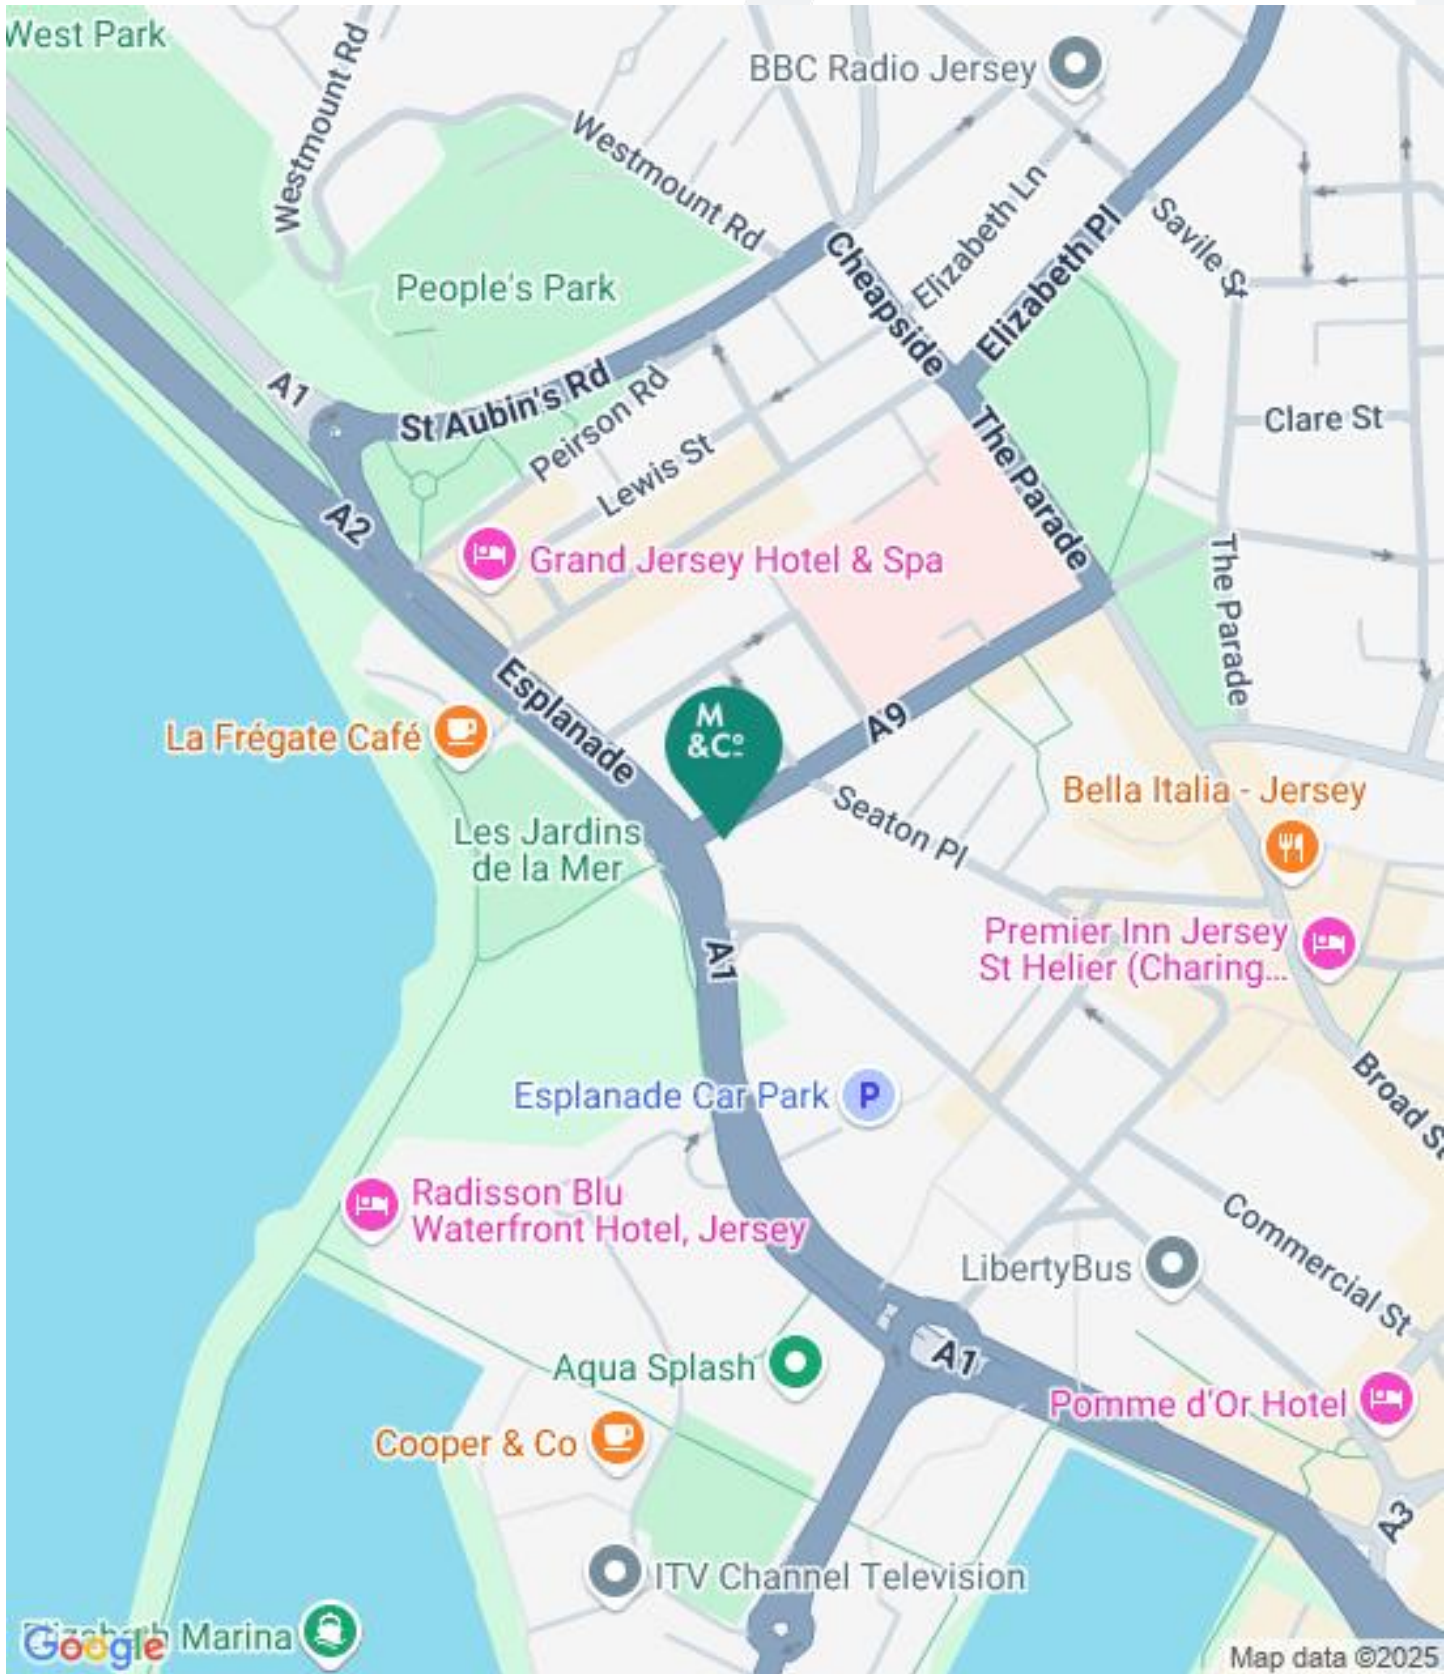 West Park
Westmount Rd
BBC Radio Jersey
Westmount Rd
Elizabeth Ln
Savile St
Cheapside
Elizabeth Pl
People's Park
A1
St Aubin's Rd
Peirson Rd
Lewis St
The Parade
Clare St
A2
Grand Jersey Hotel & Spa
The Parade
Esplanade
La Frégate Café
M
&Co
A9
Bella Italia - Jersey
Seaton Pl
Les Jardins
de la Mer
A1
Premier Inn Jersey
St Helier (Charing...
Esplanade Car Park
P
Broad St
Radisson Blu
Waterfront Hotel, Jersey
Commercial St
LibertyBus
A1
Aqua Splash
Pomme d'Or Hotel
Cooper & Co
A3
ITV Channel Television
Elizabeth Marina
Google
Map data ©2025